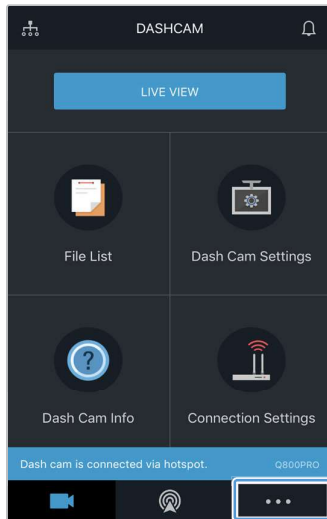 DASHCAM
LIVE VIEW
File List
Dash Cam Settings
?
Dash Cam Info
Connection Settings
Dash cam is connected via hotspot.
Q800PRO